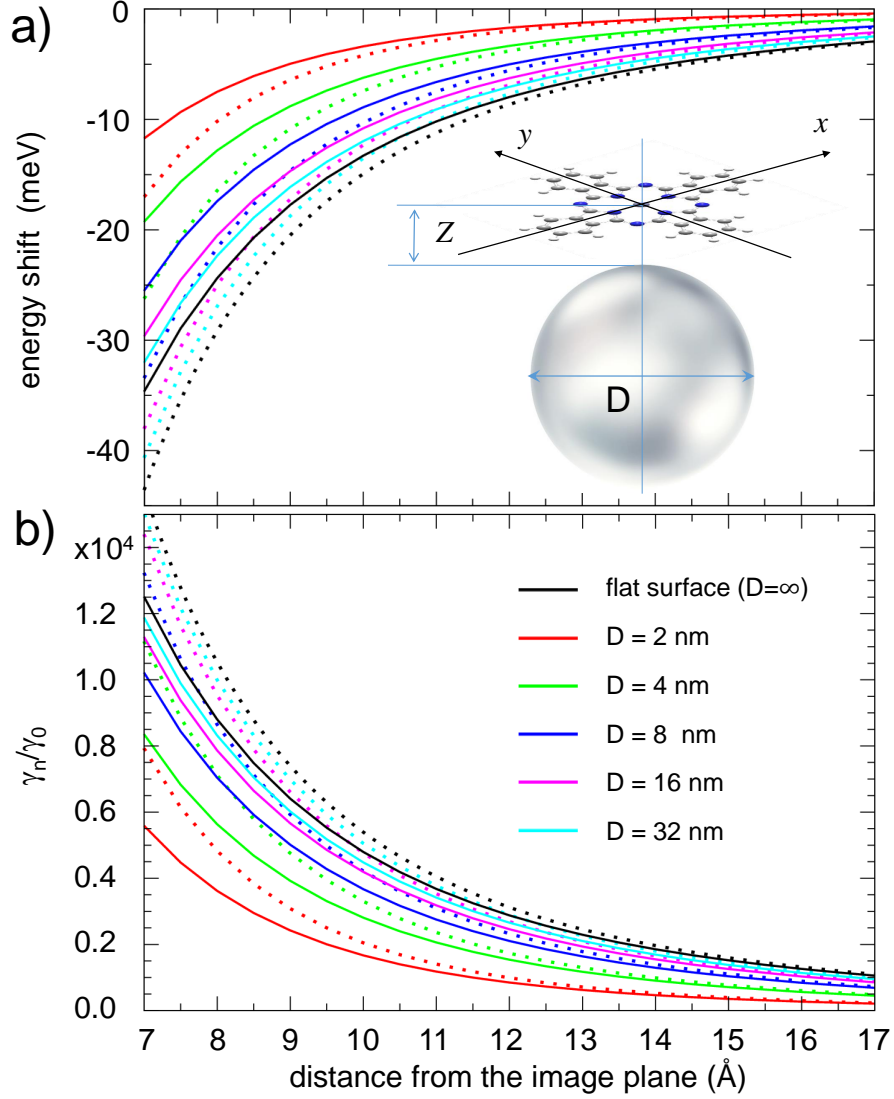 a)
0
-10
-20
-30
-40
energy shift (meV)
y
x
Z
D
b)
x10⁴
1.2
1.0
0.8
0.6
0.4
0.2
0.0
γₙ/γ₀
flat surface (D=∞)
D = 2 nm
D = 4 nm
D = 8 nm
D = 16 nm
D = 32 nm
7 8 9 10 11 12 13 14 15 16 17
distance from the image plane (Å)